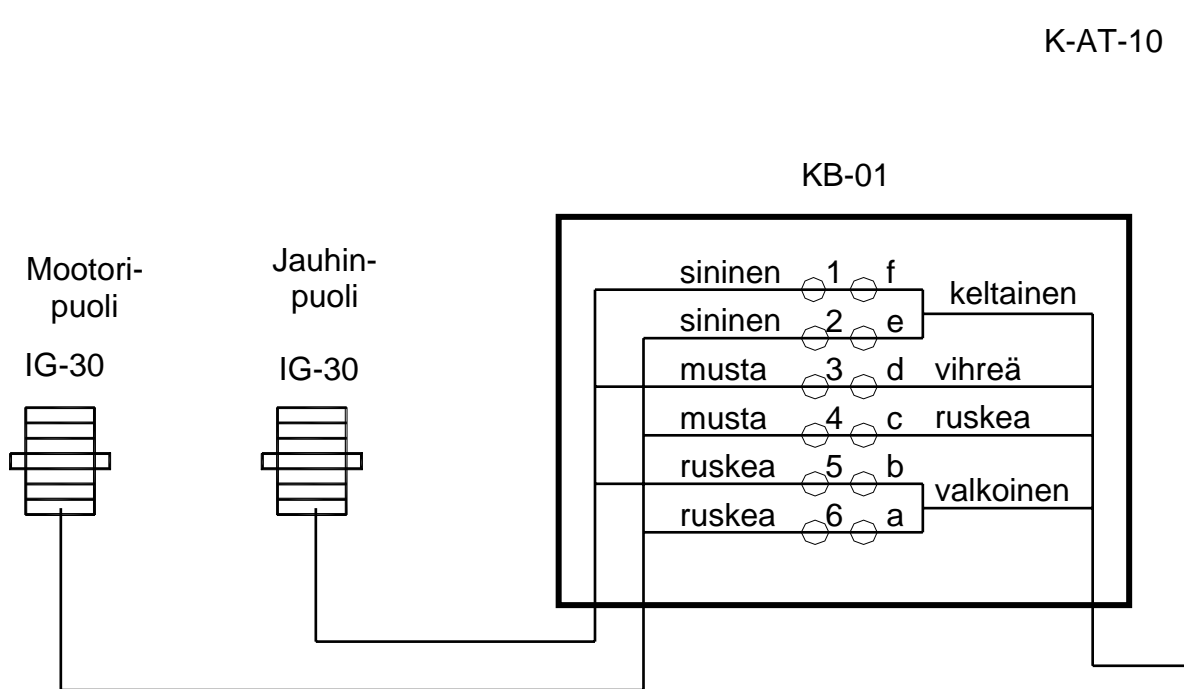 K-AT-10
KB-01
Mootori-
puoli
IG-30
Jauhin-
puoli
IG-30
sininen 1 f
keltainen
sininen 2 e
musta 3 d vihreä
musta 4 c ruskea
ruskea 5 b
valkoinen
ruskea 6 a